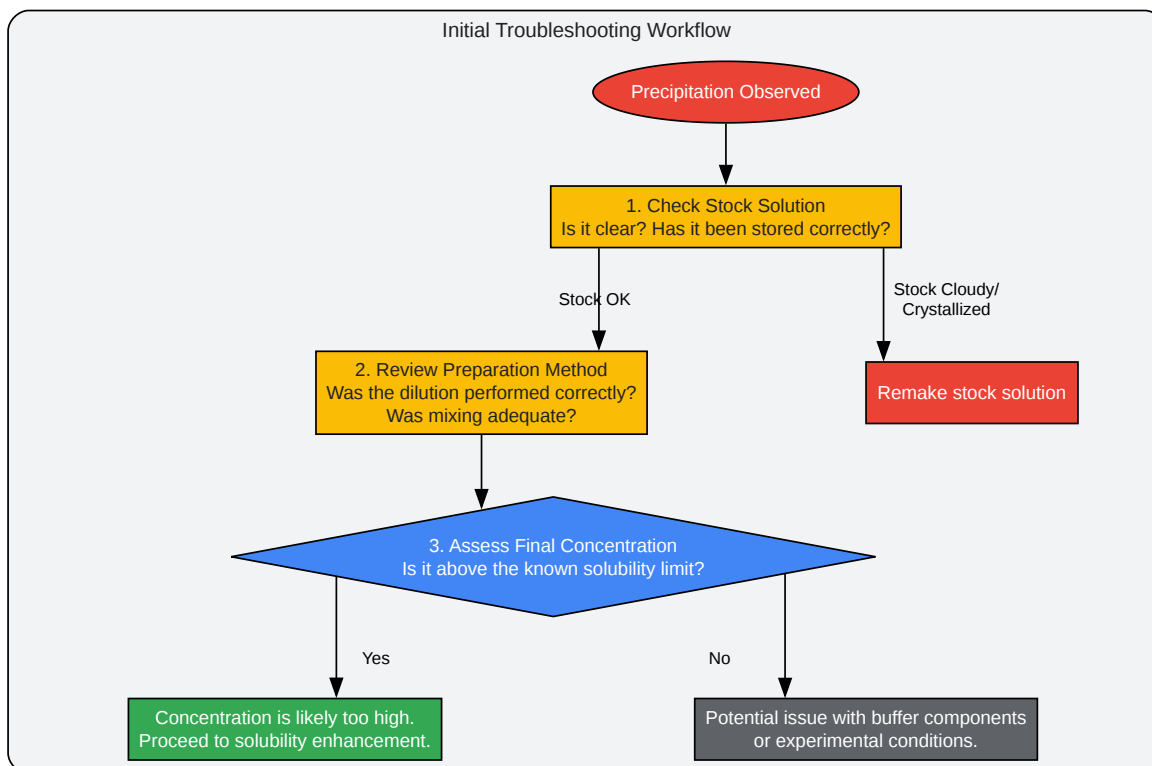 Initial Troubleshooting Workflow
Precipitation Observed
1. Check Stock Solution
Is it clear? Has it been stored correctly?
Stock OK
Stock Cloudy/
Crystallized
2. Review Preparation Method
Was the dilution performed correctly?
Was mixing adequate?
Remake stock solution
3. Assess Final Concentration
Is it above the known solubility limit?
Yes
No
Concentration is likely too high.
Proceed to solubility enhancement.
Potential issue with buffer components
or experimental conditions.